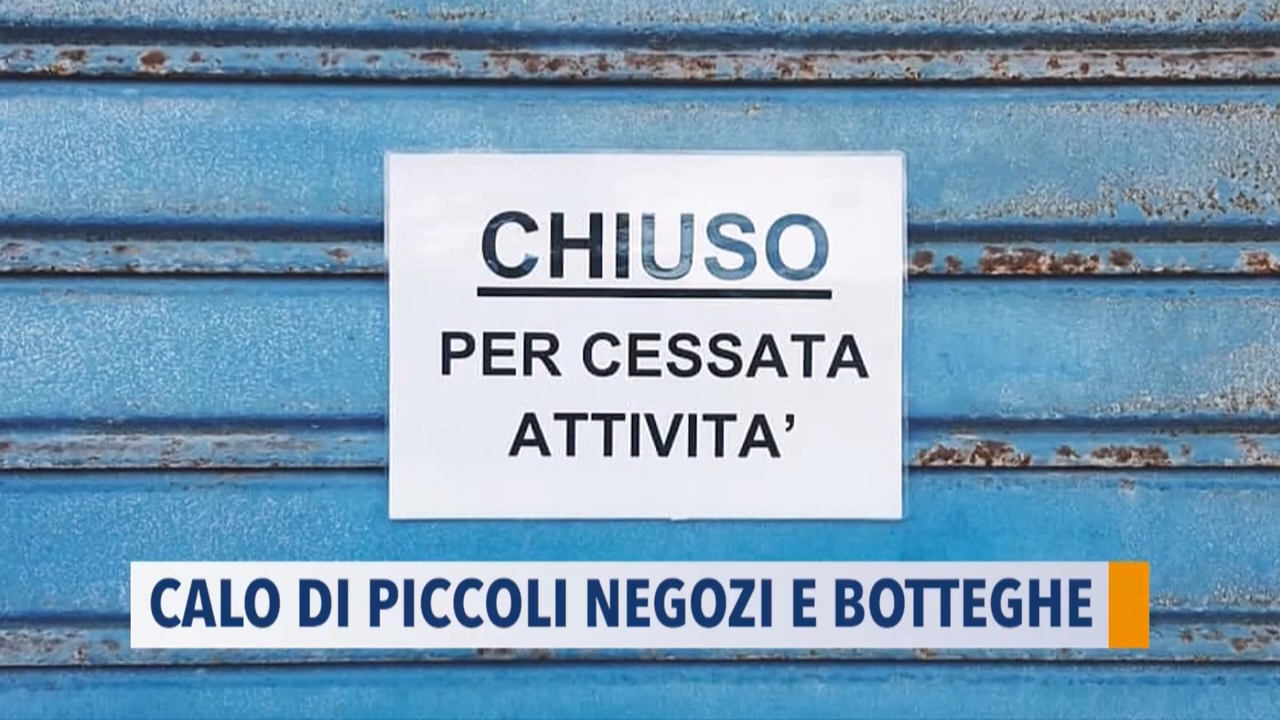 CHIUSO
PER CESSATA
ATTIVITA’
CALO DI PICCOLI NEGOZI E BOTTEGHE